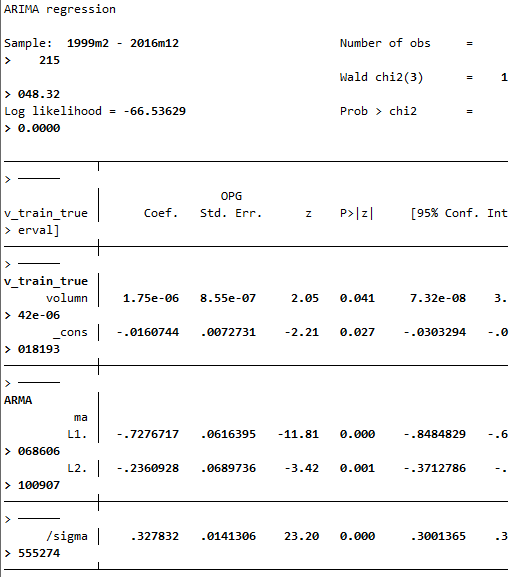 ARIMA regression
Sample:  1999m2 - 2016m12                        Number of obs     =
>     215
                                                 Wald chi2(3)      =    1
> 048.32
Log likelihood = -66.53629                       Prob > chi2       =
> 0.0000
>
                               OPG
v_train_true        Coef.   Std. Err.      z    P>|z|     [95% Conf. Int
> erval]
>
v_train_true
      volumn     1.75e-06   8.55e-07     2.05   0.041     7.32e-08    3.
> 42e-06
       _cons    -.0160744   .0072731    -2.21   0.027    -.0303294   -.0
> 018193
>
ARMA
          ma
         L1.    -.7276717   .0616395   -11.81   0.000    -.8484829   -.6
> 068606
         L2.    -.2360928   .0689736    -3.42   0.001    -.3712786    -.
> 100907
>
      /sigma      .327832   .0141306    23.20   0.000     .3001365    .3
> 555274